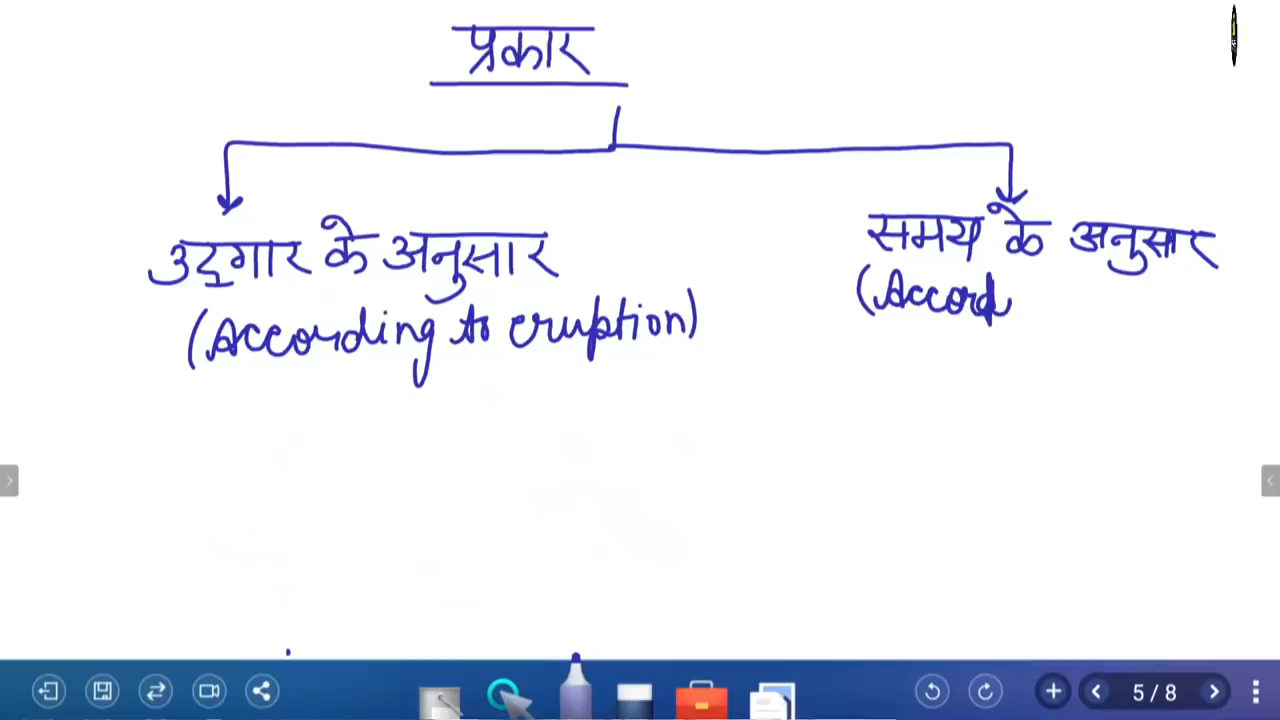 प्रकार
उद्गार के अनुसार
(According to eruption)
समय के अनुसार
(Accord
5 / 8